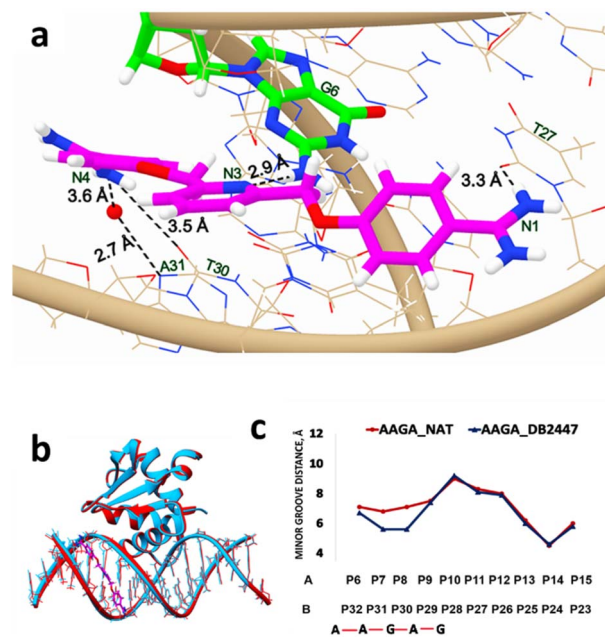 a
G6
T27
N4
N3
2.9 Å
3.3 Å
3.6 Å
3.5 Å
N1
2.7 Å
A31
T30
b
c
AAGA_NAT AAGA_DB2447
MINOR GROOVE DISTANCE, Å
12
10
8
6
4
A P6 P7 P8 P9 P10 P11 P12 P13 P14 P15
B P32 P31 P30 P29 P28 P27 P26 P25 P24 P23
A A G A G